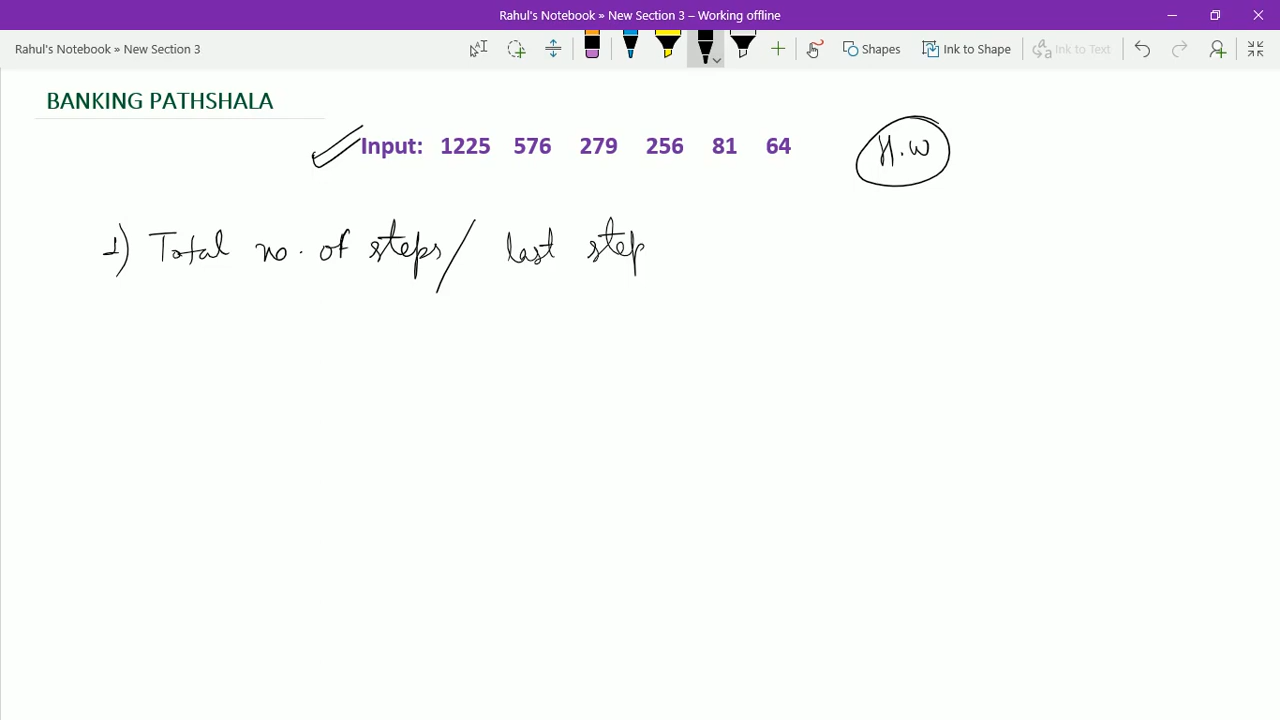 Rahul's Notebook » New Section 3 – Working offline
Rahul's Notebook » New Section 3
Shapes
Ink to Shape
Ink to Text
BANKING PATHSHALA
Input: 1225 576 279 256 81 64
H.W
1) Total no. of steps/ last step